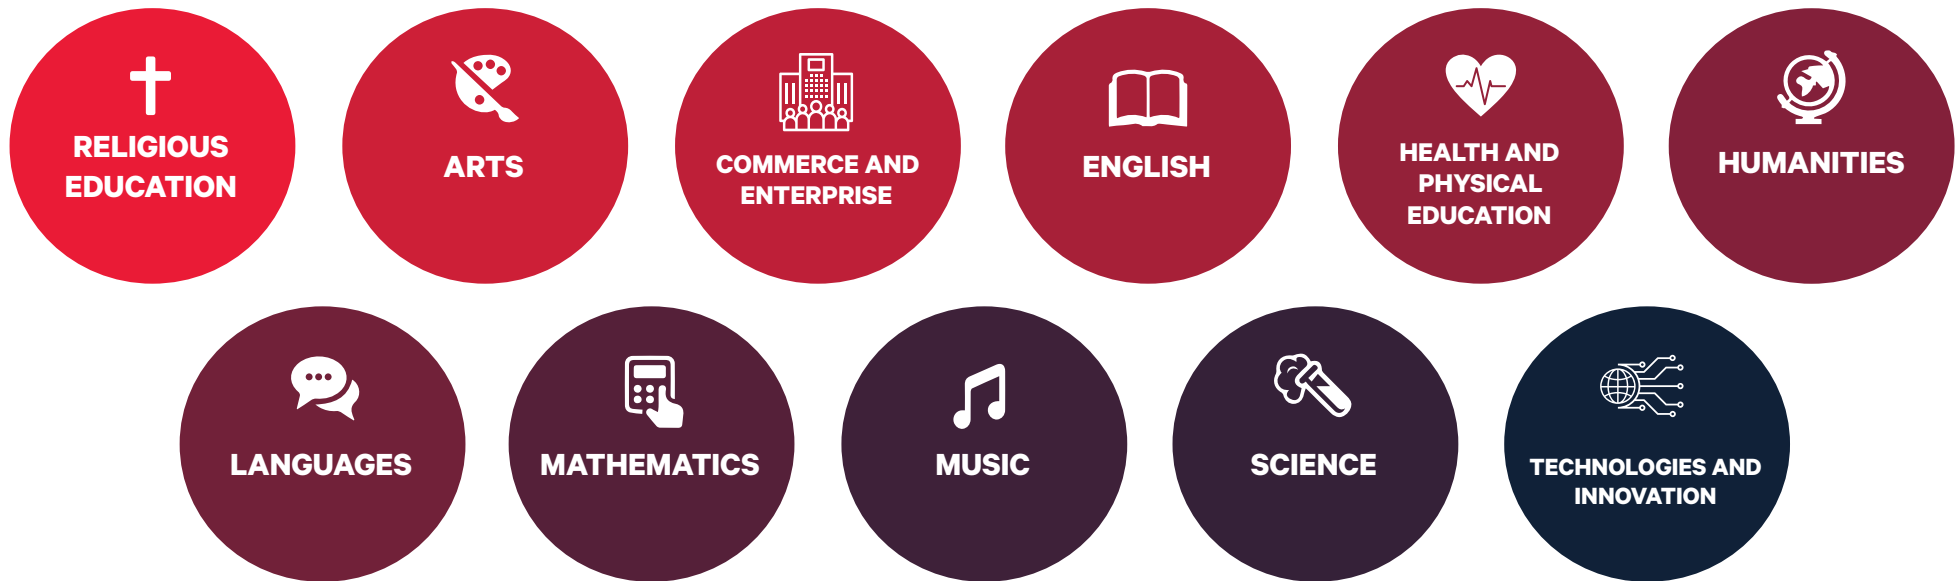 RELIGIOUS
EDUCATION
ARTS
COMMERCE AND
ENTERPRISE
ENGLISH
HEALTH AND
PHYSICAL
EDUCATION
HUMANITIES
LANGUAGES
MATHEMATICS
MUSIC
SCIENCE
TECHNOLOGIES AND
INNOVATION